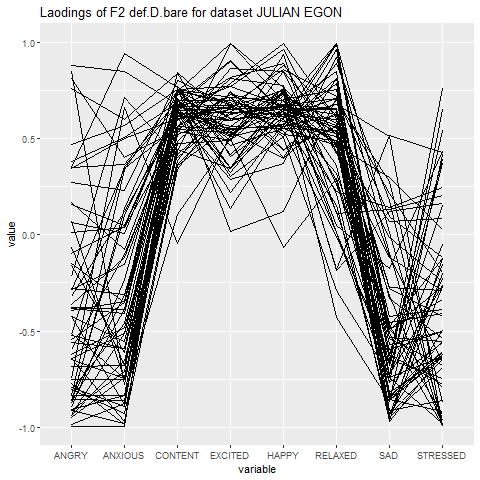 Laodings of F2 def.D.bare for dataset JULIAN EGON
1.0
0.5
0.0
-0.5
-1.0
value
ANGRY ANXIOUS CONTENT EXCITED HAPPY RELAXED SAD STRESSED
variable